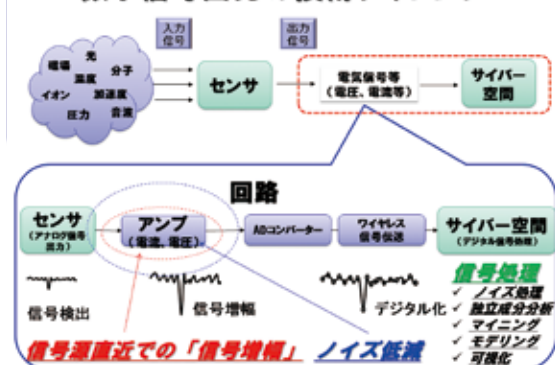 入力
信号
出力
信号
磁場
光
温度
分子
イオン
加速度
圧力
音波
センサ
電気信号等
(電圧、電流等)
サイバー
空間
回路
センサ
(アナログ信号
出力)
アンプ
(電流、電圧)
ADコンバーター
ワイヤレス
信号伝送
サイバー空間
(デジタル信号処理)
信号検出
信号増幅
デジタル化
信号処理
✓ ノイズ処理
✓ 独立成分分析
✓ マイニング
✓ モデリング
✓ 可視化
信号源直近での「信号増幅」
ノイズ低減